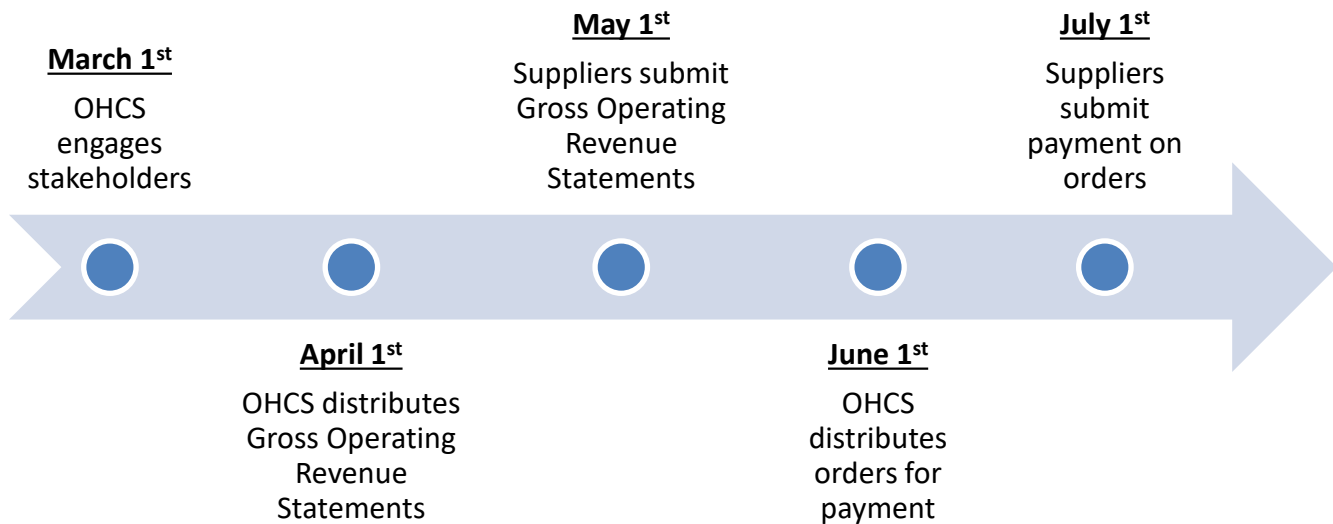 March 1st
OHCS
engages
stakeholders
April 1st
OHCS distributes
Gross Operating
Revenue
Statements
May 1st
Suppliers submit
Gross Operating
Revenue
Statements
June 1st
OHCS
distributes
orders for
payment
July 1st
Suppliers
submit
payment on
orders